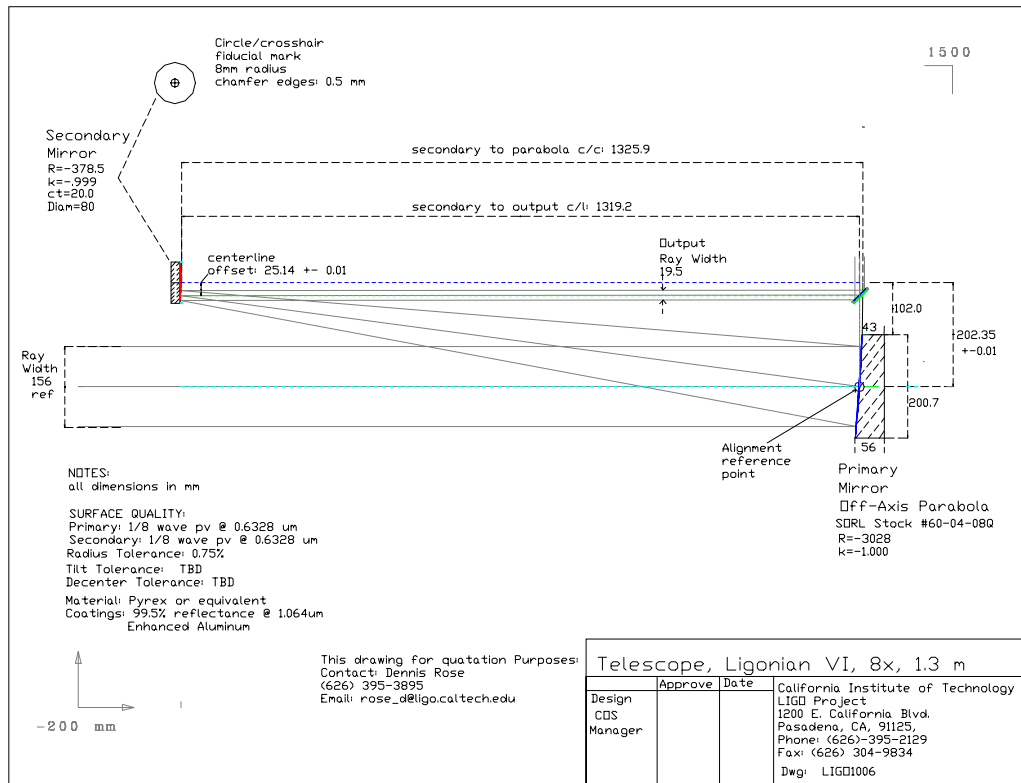 Circle/crosshair
fiducial mark
8mm radius
chamfer edges: 0.5 mm
1500
Secondary
Mirror
R=-378.5
k=-.999
ct=20.0
Diam=80
secondary to parabola c/c: 1325.9
secondary to output c/l: 1319.2
centerline
offset: 25.14 +- 0.01
Output
Ray Width
19.5
102.0
43
202.35
+-0.01
Ray
Width
156
ref
200.7
56
Alignment
reference
point
Primary
Mirror
Off-Axis Parabola
SORL Stock #60-04-08Q
R=-3028
k=-1.000
NOTES:
all dimensions in mm
SURFACE QUALITY:
Primary: 1/8 wave pv @ 0.6328 um
Secondary: 1/8 wave pv @ 0.6328 um
Radius Tolerance: 0.75%
Tilt Tolerance: TBD
Decenter Tolerance: TBD
Material: Pyrex or equivalent
Coatings: 99.5% reflectance @ 1.064um
Enhanced Aluminum
-200 mm
This drawing for quatation Purposes:
Contact: Dennis Rose
(626) 395-3895
Email: rose_d@ligo.caltech.edu
Telescope, Ligonian VI, 8x, 1.3 m
Approve Date
Design
CDS
Manager
California Institute of Technology
LIGO Project
1200 E. California Blvd.
Pasadena, CA, 91125,
Phone: (626)-395-2129
Fax: (626) 304-9834
Dwg: LIGO1006